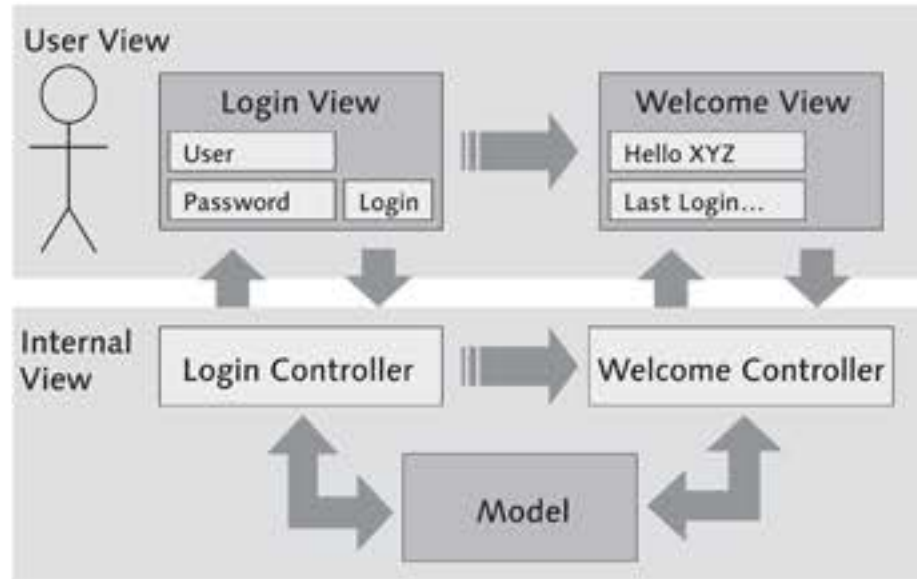 User View
Login View
User
Password
Login
Welcome View
Hello XYZ
Last Login...
Internal
View
Login Controller
Welcome Controller
Model